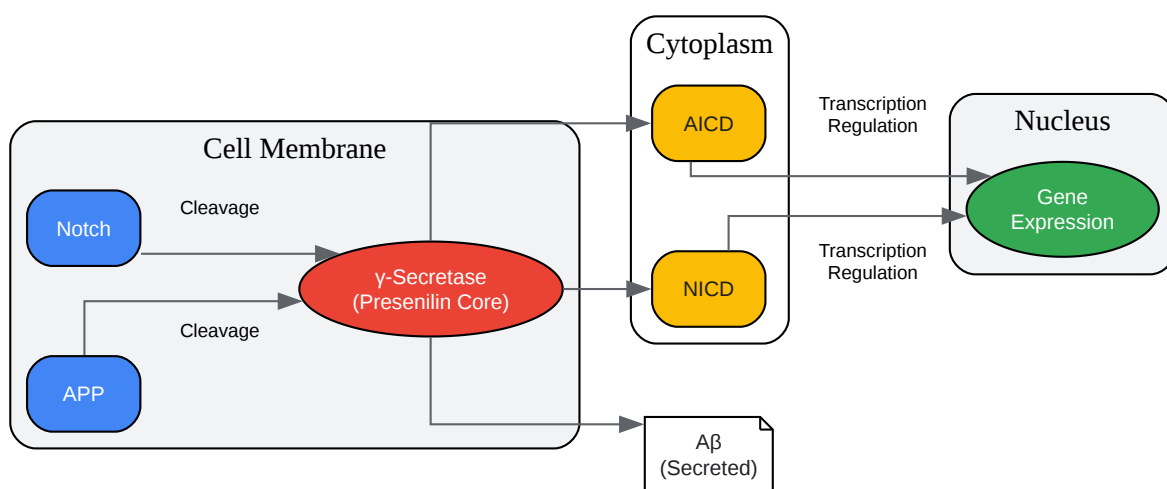 Cytoplasm
AICD
Transcription
Regulation
Nucleus
Cell Membrane
Cleavage
Notch
Gene
Expression
γ-Secretase
(Presenilin Core)
NICD
Transcription
Regulation
Cleavage
APP
Aβ
(Secreted)